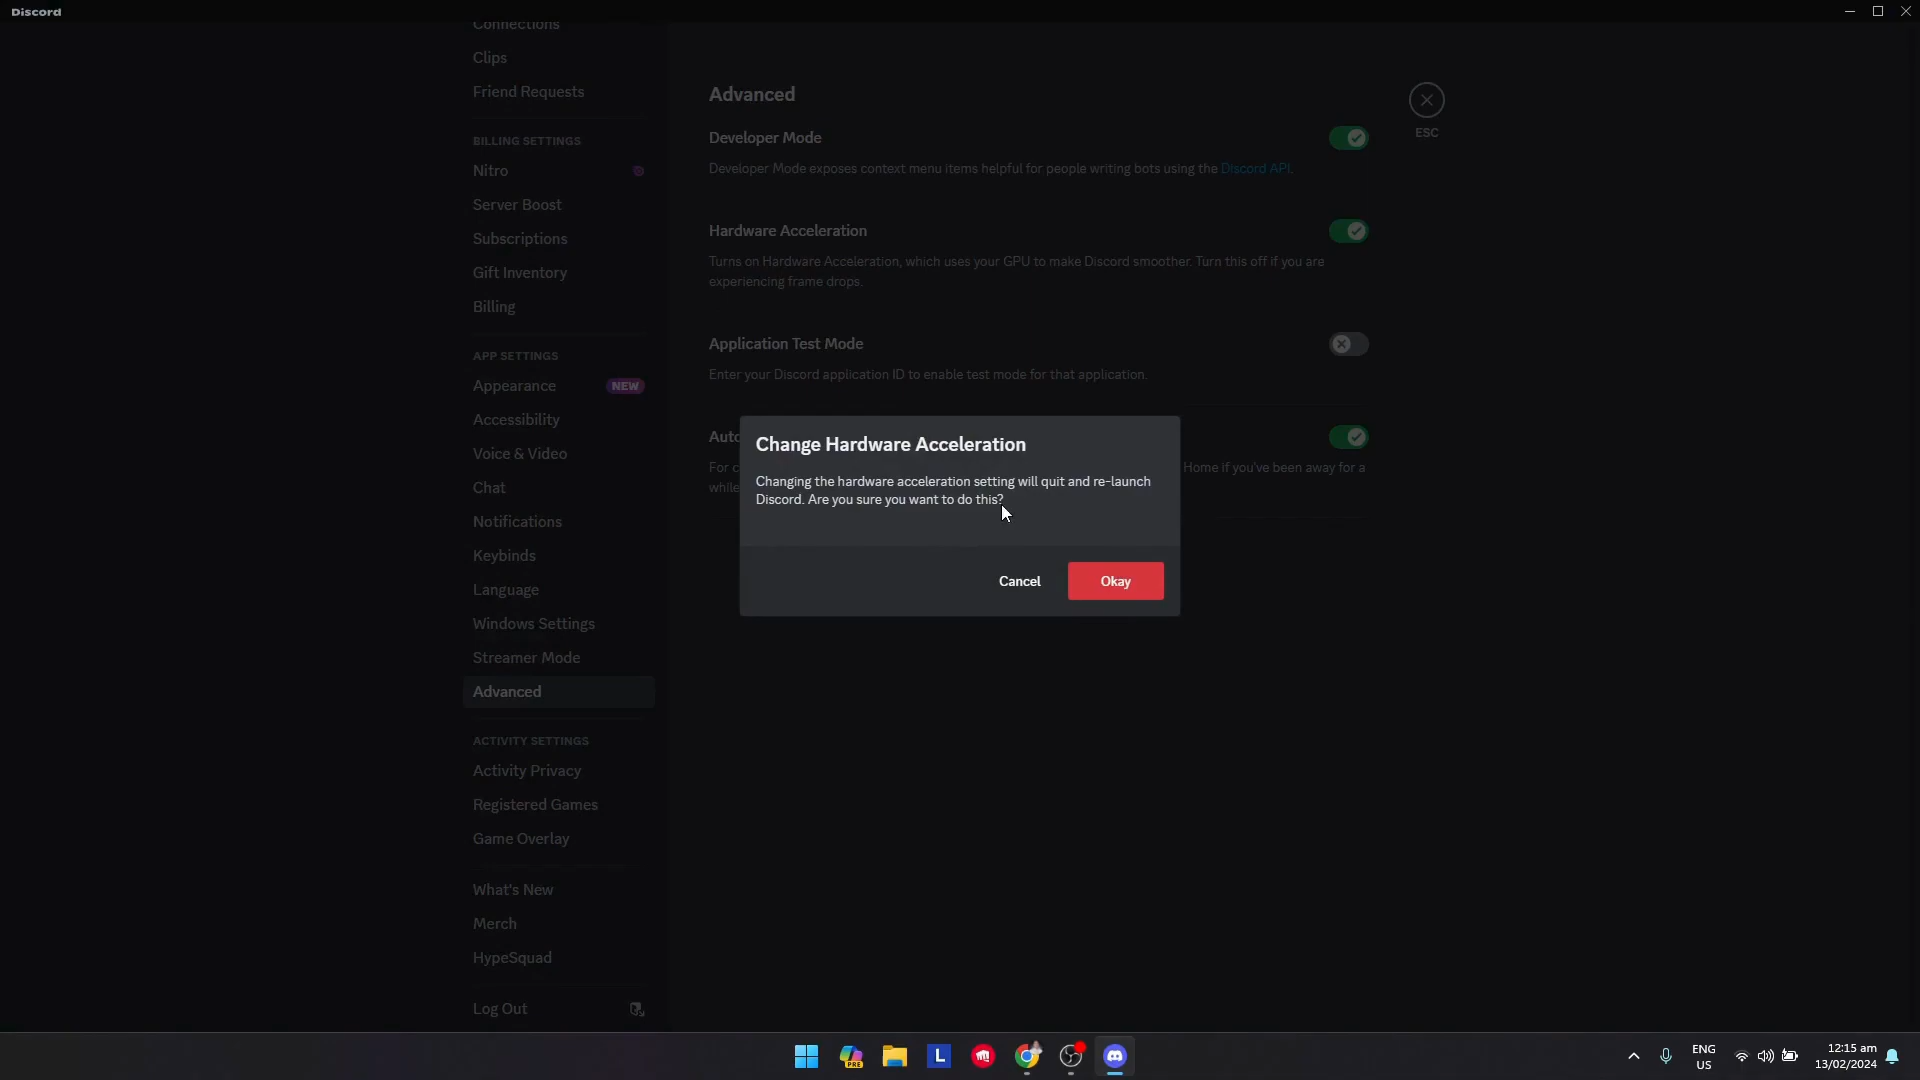 Discord
Connections
Clips
Friend Requests
BILLING SETTINGS
Nitro
Server Boost
Subscriptions
Gift Inventory
Billing
APP SETTINGS
Appearance NEW
Accessibility
Voice & Video
Chat
Notifications
Keybinds
Language
Windows Settings
Streamer Mode
Advanced
ACTIVITY SETTINGS
Activity Privacy
Registered Games
Game Overlay
What's New
Merch
HypeSquad
Log Out
Advanced
ESC
Developer Mode
Developer Mode exposes context menu items helpful for people writing bots using the Discord API.
Hardware Acceleration
Turns on Hardware Acceleration, which uses your GPU to make Discord smoother. Turn this off if you are
experiencing frame drops.
Application Test Mode
Enter your Discord application ID to enable test mode for that application.
Auto
For c Home if you've been away for a
while
Change Hardware Acceleration
Changing the hardware acceleration setting will quit and re-launch
Discord. Are you sure you want to do this?
Cancel Okay
PRE
L
ENG
US
12:15 am
13/02/2024